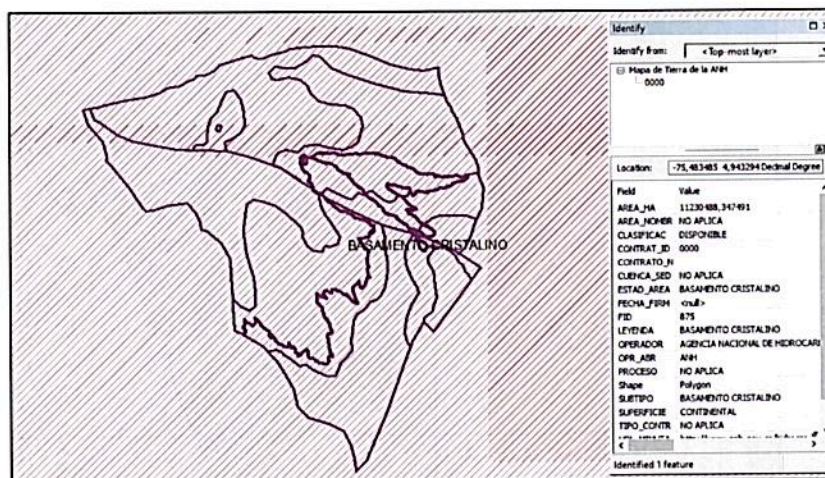 BASAMENTO CRISTALINO
Identify
Identify from: <Top-most layer>
Mapa de Tierra de la ANH
0000
Location: -75,483485 4,943294 Decimal Degree
Field Value
AREA_HA 11230488,347491
AREA_NOMBR NO APLICA
CLASIFICAC DISPONIBLE
CONTRAT_ID 0000
CONTRATO_N
CUENCA_SED NO APLICA
ESTAD_AREA BASAMENTO CRISTALINO
FECHA_FIRM <null>
FID 875
LEYENDA BASAMENTO CRISTALINO
OPERADOR AGENCIA NACIONAL DE HIDROCARI
OPR_ABR ANH
PROCESO NO APLICA
Shape Polygon
SUBTIPO BASAMENTO CRISTALINO
SUPERFICIE CONTINENTAL
TIPO_CONTR NO APLICA
Identified 1 feature